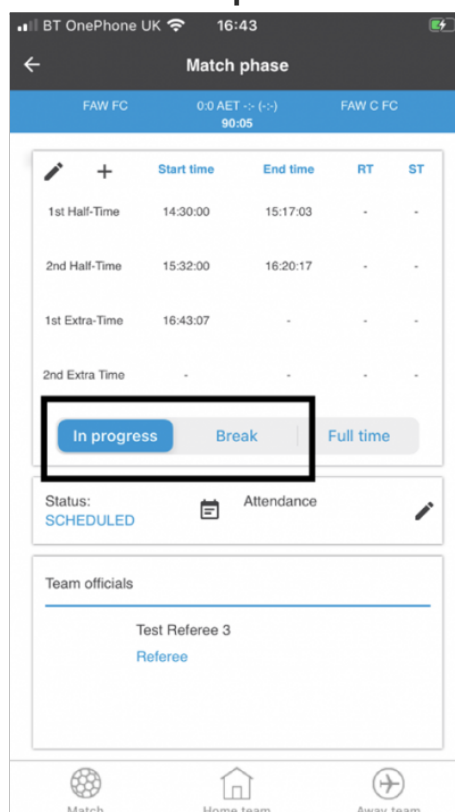 BT OnePhone UK 16:43
Match phase
FAW FC 0:0 AET -:- (-:-) FAW C FC
90:05
Start time End time RT ST
1st Half-Time 14:30:00 15:17:03 - -
2nd Half-Time 15:32:00 16:20:17 - -
1st Extra-Time 16:43:07 - - -
2nd Extra Time - - - -
In progress Break Full time
Status: Attendance
SCHEDULED
Team officials
Test Referee 3
Referee
Match Home team Away team